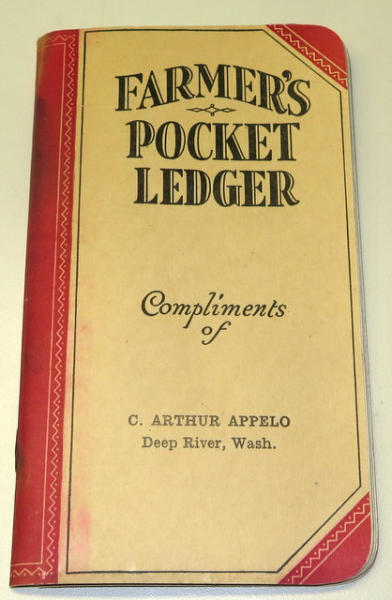 FARMER'S
POCKET
LEDGER
Compliments
of
C. ARTHUR APPELO
Deep River, Wash.